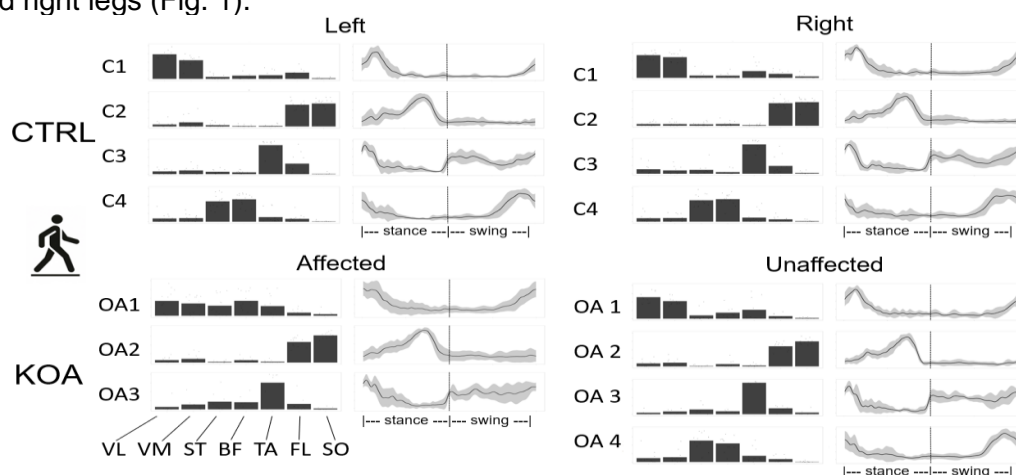 d right legs (Fig. 1).
Left
Right
CTRL
C1
C2
C3
C4
|--- stance ---|--- swing ---|
C1
C2
C3
C4
|--- stance ---|--- swing ---|
Affected
Unaffected
KOA
OA1
OA2
OA3
|--- stance ---|--- swing ---|
VL VM ST BF TA FL SO
OA 1
OA 2
OA 3
OA 4
|--- stance ---|--- swing ---|